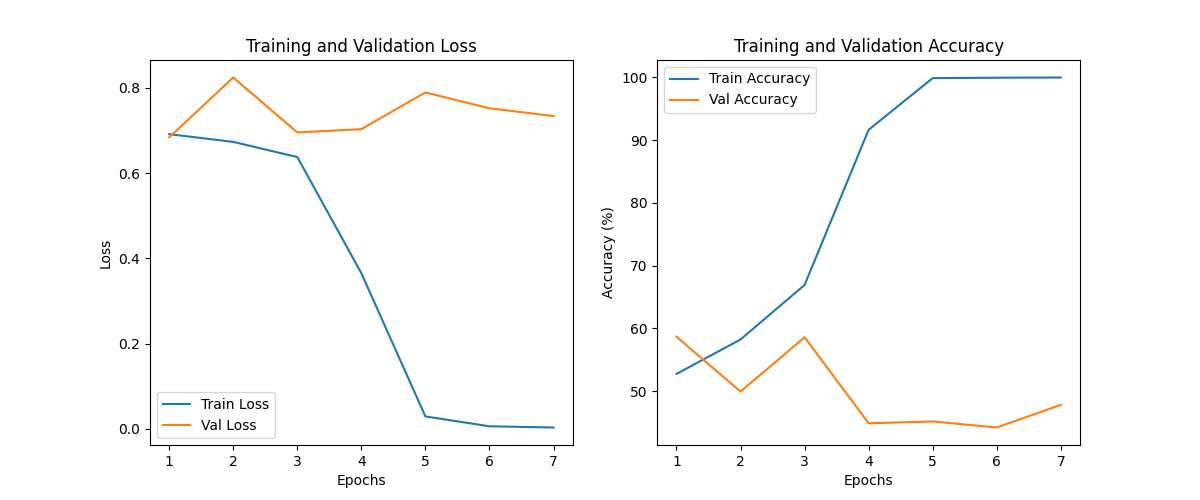 Training and Validation Loss
Loss
0.8
0.6
0.4
0.2
0.0
Train Loss
Val Loss
1 2 3 4 5 6 7
Epochs
Training and Validation Accuracy
Accuracy (%)
100
90
80
70
60
50
Train Accuracy
Val Accuracy
1 2 3 4 5 6 7
Epochs